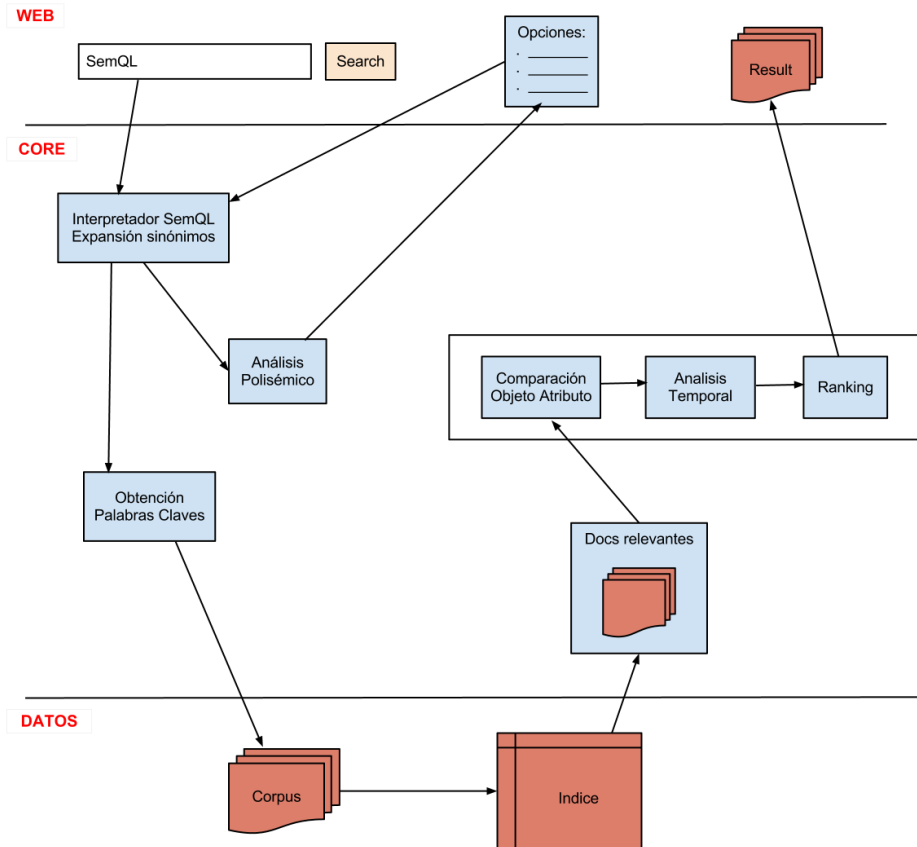 WEB
SemQL
Search
Opciones:
Result
CORE
Interpretador SemQL
Expansión sinónimos
Análisis
Polisémico
Comparación
Objeto Atributo
Analisis
Temporal
Ranking
Obtención
Palabras Claves
Docs relevantes
DATOS
Corpus
Indice